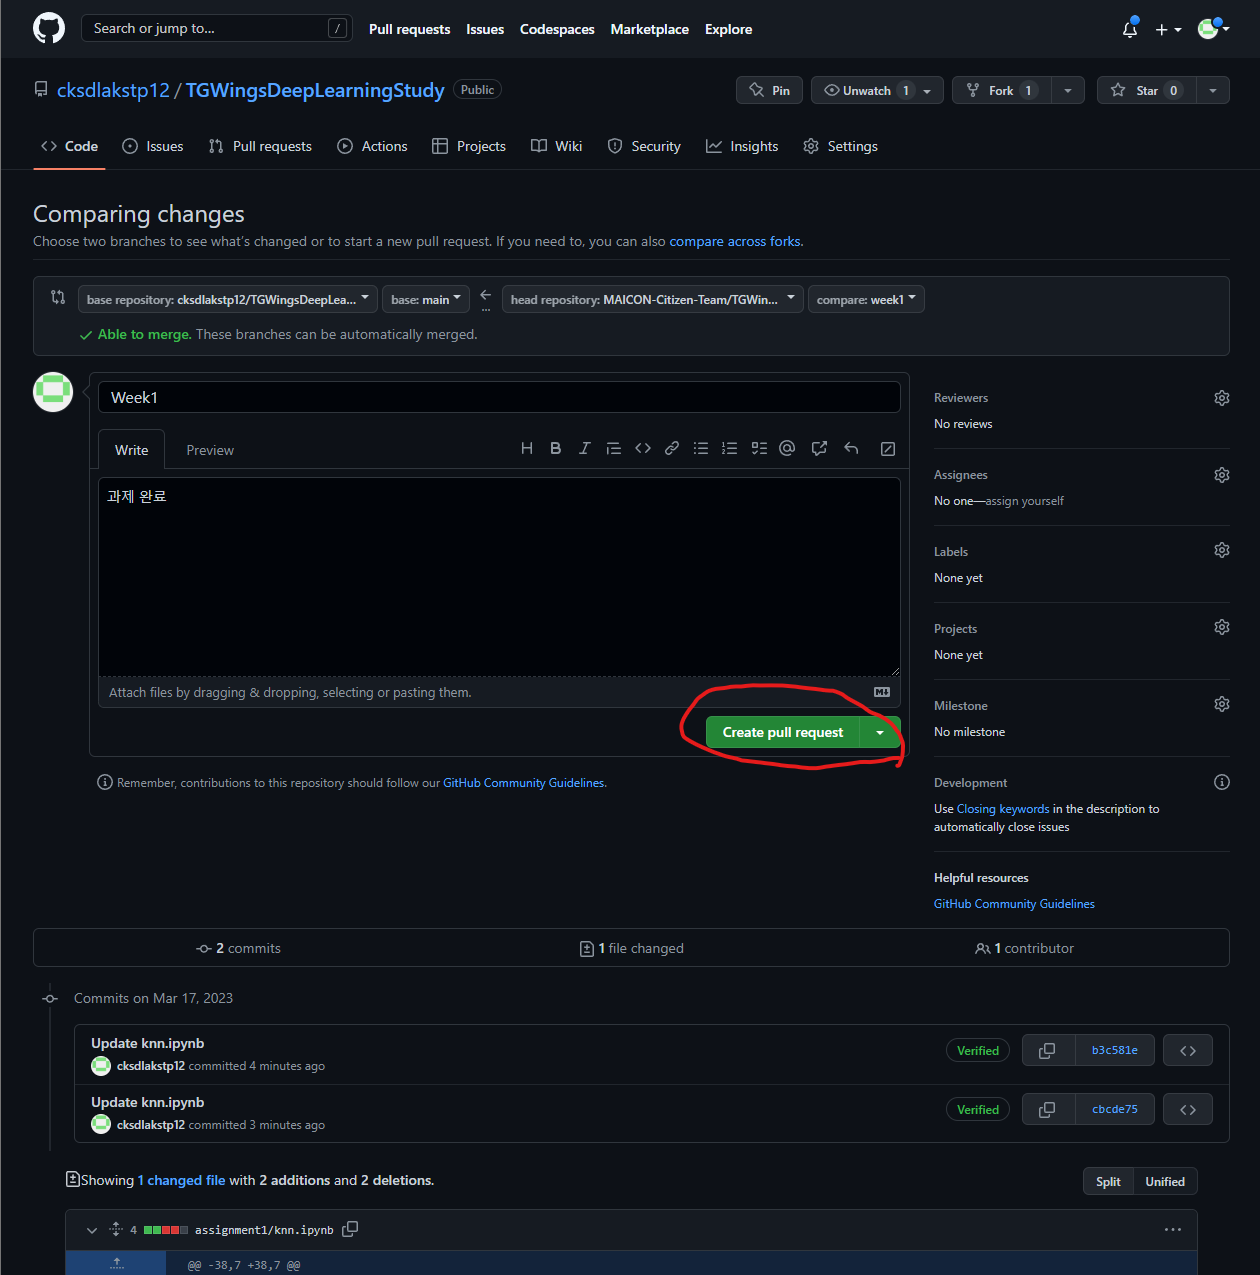 Search or jump to... /
Pull requests Issues Codespaces Marketplace Explore
cksdlakstp12 / TGWingsDeepLearningStudy Public
Pin Unwatch 1 Fork 1 Star 0
Code Issues Pull requests Actions Projects Wiki Security Insights Settings
Comparing changes
Choose two branches to see what's changed or to start a new pull request. If you need to, you can also compare across forks.
base repository: cksdlakstp12/TGWingsDeepLea... base: main ... head repository: MAICON-Citizen-Team/TGWin... compare: week1
Able to merge. These branches can be automatically merged.
Week1
Write Preview
과제 완료
Attach files by dragging & dropping, selecting or pasting them.
Create pull request
Remember, contributions to this repository should follow our GitHub Community Guidelines.
Reviewers
No reviews
Assignees
No one—assign yourself
Labels
None yet
Projects
None yet
Milestone
No milestone
Development
Use Closing keywords in the description to
automatically close issues
Helpful resources
GitHub Community Guidelines
2 commits 1 file changed 1 contributor
Commits on Mar 17, 2023
Update knn.ipynb
cksdlakstp12 committed 4 minutes ago
Verified b3c581e
Update knn.ipynb
cksdlakstp12 committed 3 minutes ago
Verified cbcde75
Showing 1 changed file with 2 additions and 2 deletions.
Split Unified
4 assignment1/knn.ipynb
@@ -38,7 +38,7 @@